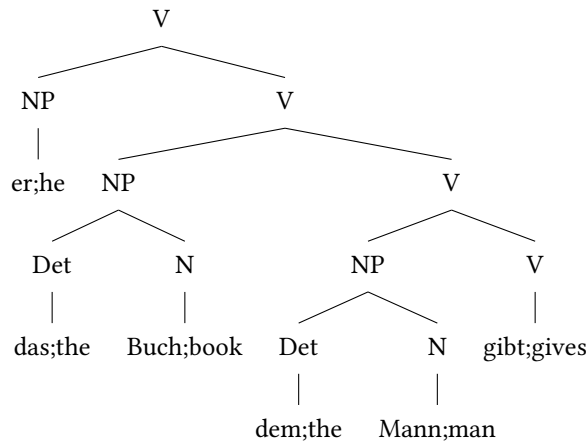 V
NP V
er;he NP V
Det N NP V
das;the Buch;book Det N gibt;gives
dem;the Mann;man